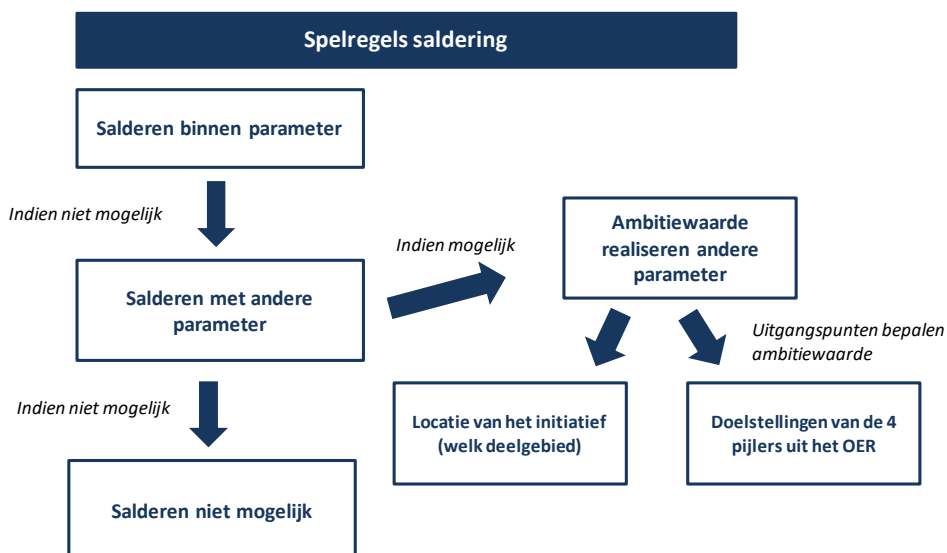 Spelregels saldering
Salderen binnen parameter
Indien niet mogelijk
Salderen met andere
parameter
Indien mogelijk
Ambitiewaarde
realiseren andere
parameter
Uitgangspunten bepalen
ambitiewaarde
Indien niet mogelijk
Locatie van het initiatief
(welk deelgebied)
Doelstellingen van de 4
pijlers uit het OER
Salderen niet mogelijk